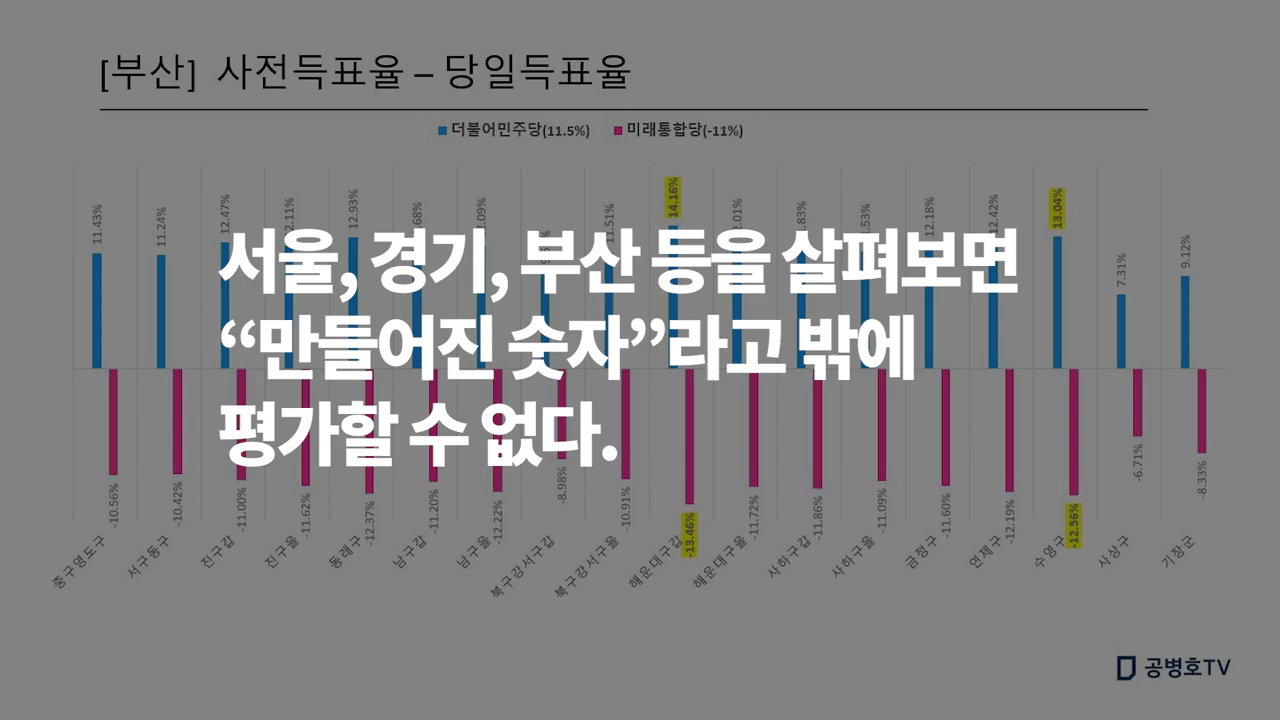 [부산] 사전득표율 – 당일득표율
더불어민주당(11.5%) 미래통합당(-11%)
11.43% 11.24% 12.47% 12.93% 14.16% 12.18% 13.04% 7.31% 9.12%
서울, 경기, 부산 등을 살펴보면
“만들어진 숫자”라고 밖에
평가할 수 없다.
-10.56% -10.42% -11.00% -11.62% -12.37% -11.20% -12.22% -8.98% -10.91% -13.46% -11.72% -11.86% -11.09% -11.60% -12.19% -12.56% -6.71% -8.33%
중구영도구 서구동구 진구갑 진구을 동래구 남구갑 남구을 북구강서구갑 북구강서구을 해운대구갑 해운대구을 사하구갑 사하구을 금정구 연제구 수영구 사상구 기장군
공병호TV